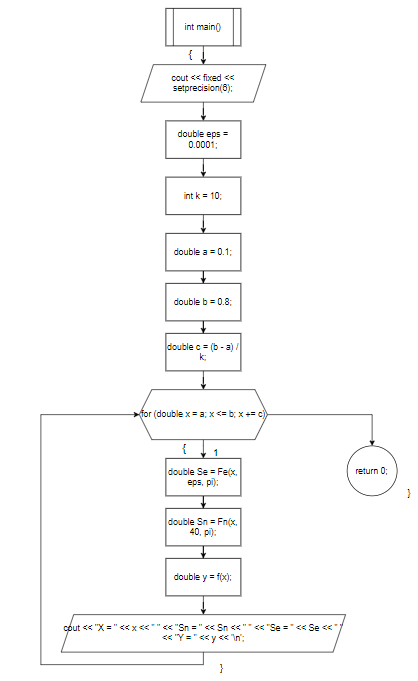 int main()
{
cout << fixed <<
setprecision(6);
double eps =
0.0001;
int k = 10;
double a = 0.1;
double b = 0.8;
double c = (b - a) /
k;
for (double x = a; x <= b; x += c)
{
1
return 0;
}
double Se = Fe(x,
eps, pi);
double Sn = Fn(x,
40, pi);
double y = f(x);
cout << "X = " << x << " " << "Sn = " << Sn << " " << "Se = " << Se << " "
<< "Y = " << y << '\n';
}